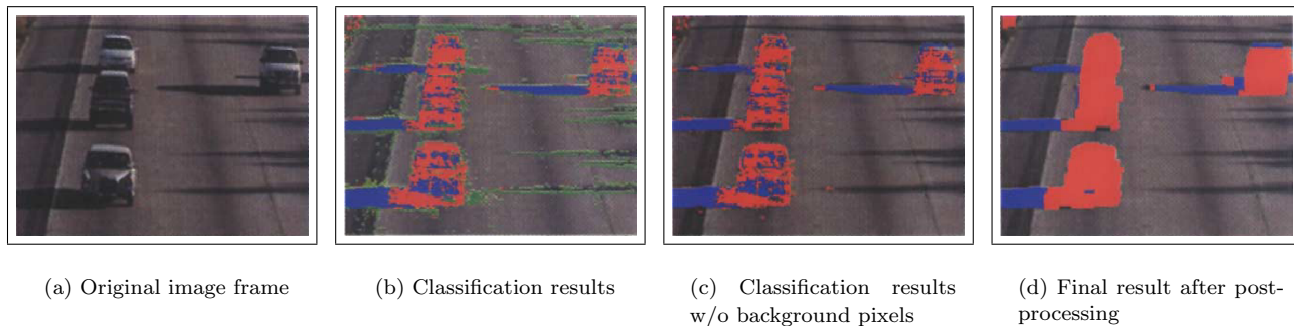 (a) Original image frame
(b) Classification results
(c) Classification results
w/o background pixels
(d) Final result after post-
processing